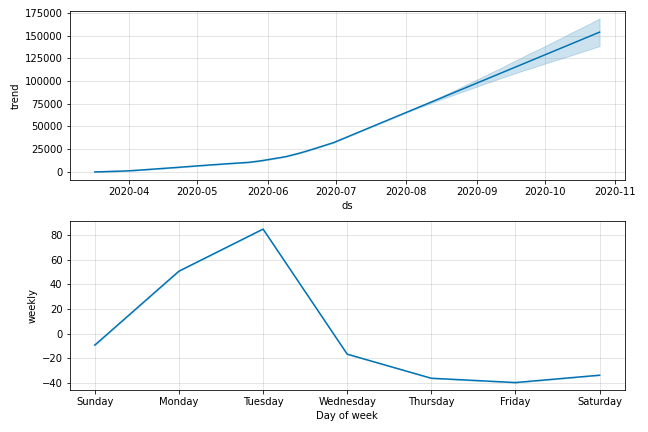 175000
150000
125000
100000
75000
50000
25000
0
trend
2020-04 2020-05 2020-06 2020-07 2020-08 2020-09 2020-10 2020-11
ds
80
60
40
20
0
−20
−40
weekly
Sunday Monday Tuesday Wednesday Thursday Friday Saturday
Day of week